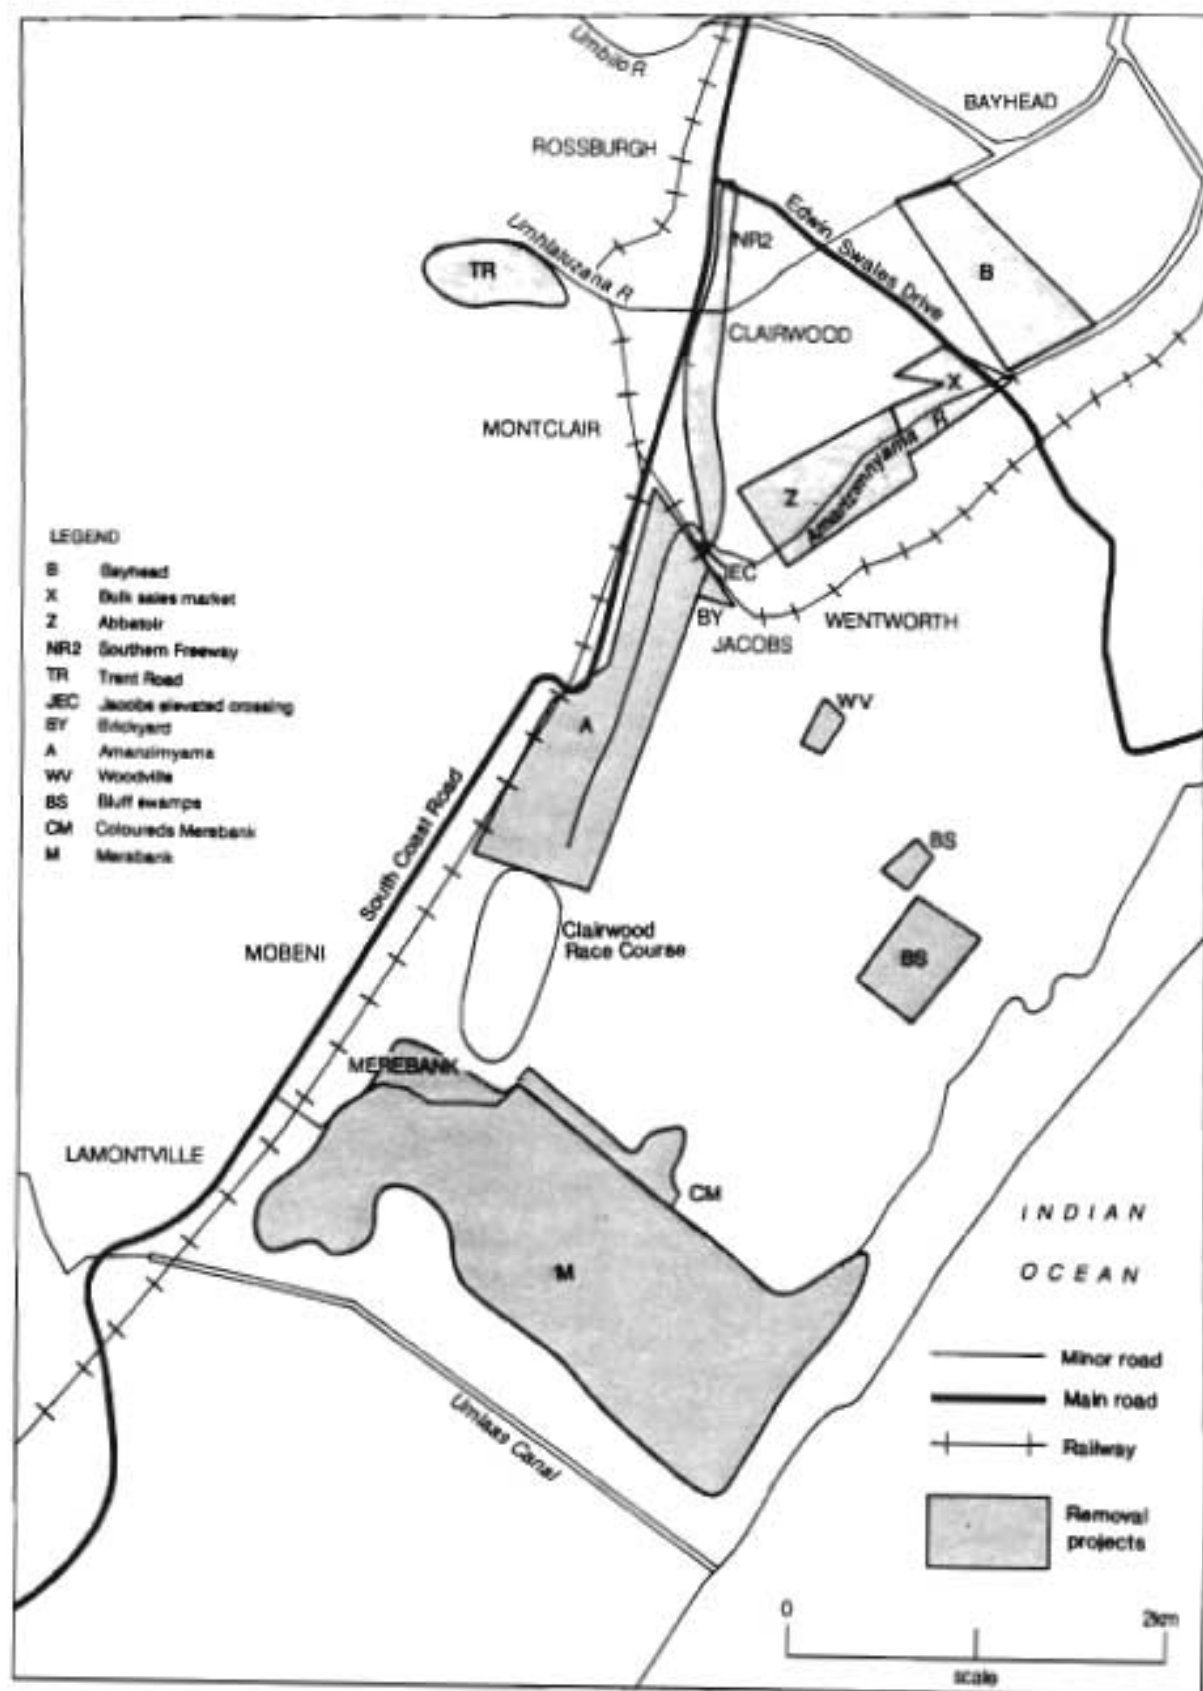 Umbilo R
BAYHEAD
ROSSBURGH
Edwin Swales Drive
NR2
Umhlatuzana R
TR
B
CLAIRWOOD
X
MONTCLAIR
Amanzimnyama R
Z
LEGEND
B Bayhead
X Bulk sales market
Z Abbatoir
NR2 Southern Freeway
TR Trent Road
JEC Jacobs elevated crossing
BY Brickyard
A Amanzimyama
WV Woodville
BS Bluff swamps
CM Coloureds Merebank
M Merebank
JEC
BY
JACOBS
WENTWORTH
WV
A
South Coast Road
BS
Clairwood
Race Course
MOBENI
BS
MEREBANK
LAMONTVILLE
CM
INDIAN
OCEAN
M
Minor road
Main road
Umlaas Canal
Railway
Removal
projects
0
2km
scale